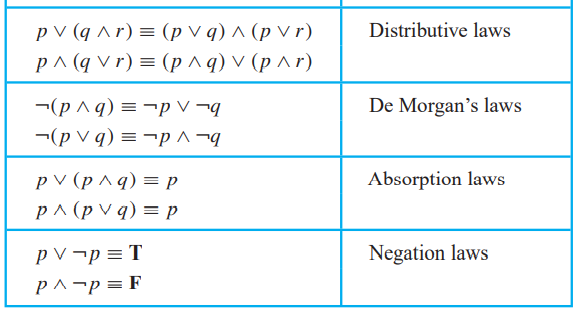 p ∨ (q ∧ r) ≡ (p ∨ q) ∧ (p ∨ r) Distributive laws
p ∧ (q ∨ r) ≡ (p ∧ q) ∨ (p ∧ r)
¬(p ∧ q) ≡ ¬p ∨ ¬q De Morgan’s laws
¬(p ∨ q) ≡ ¬p ∧ ¬q
p ∨ (p ∧ q) ≡ p Absorption laws
p ∧ (p ∨ q) ≡ p
p ∨ ¬p ≡ T Negation laws
p ∧ ¬p ≡ F